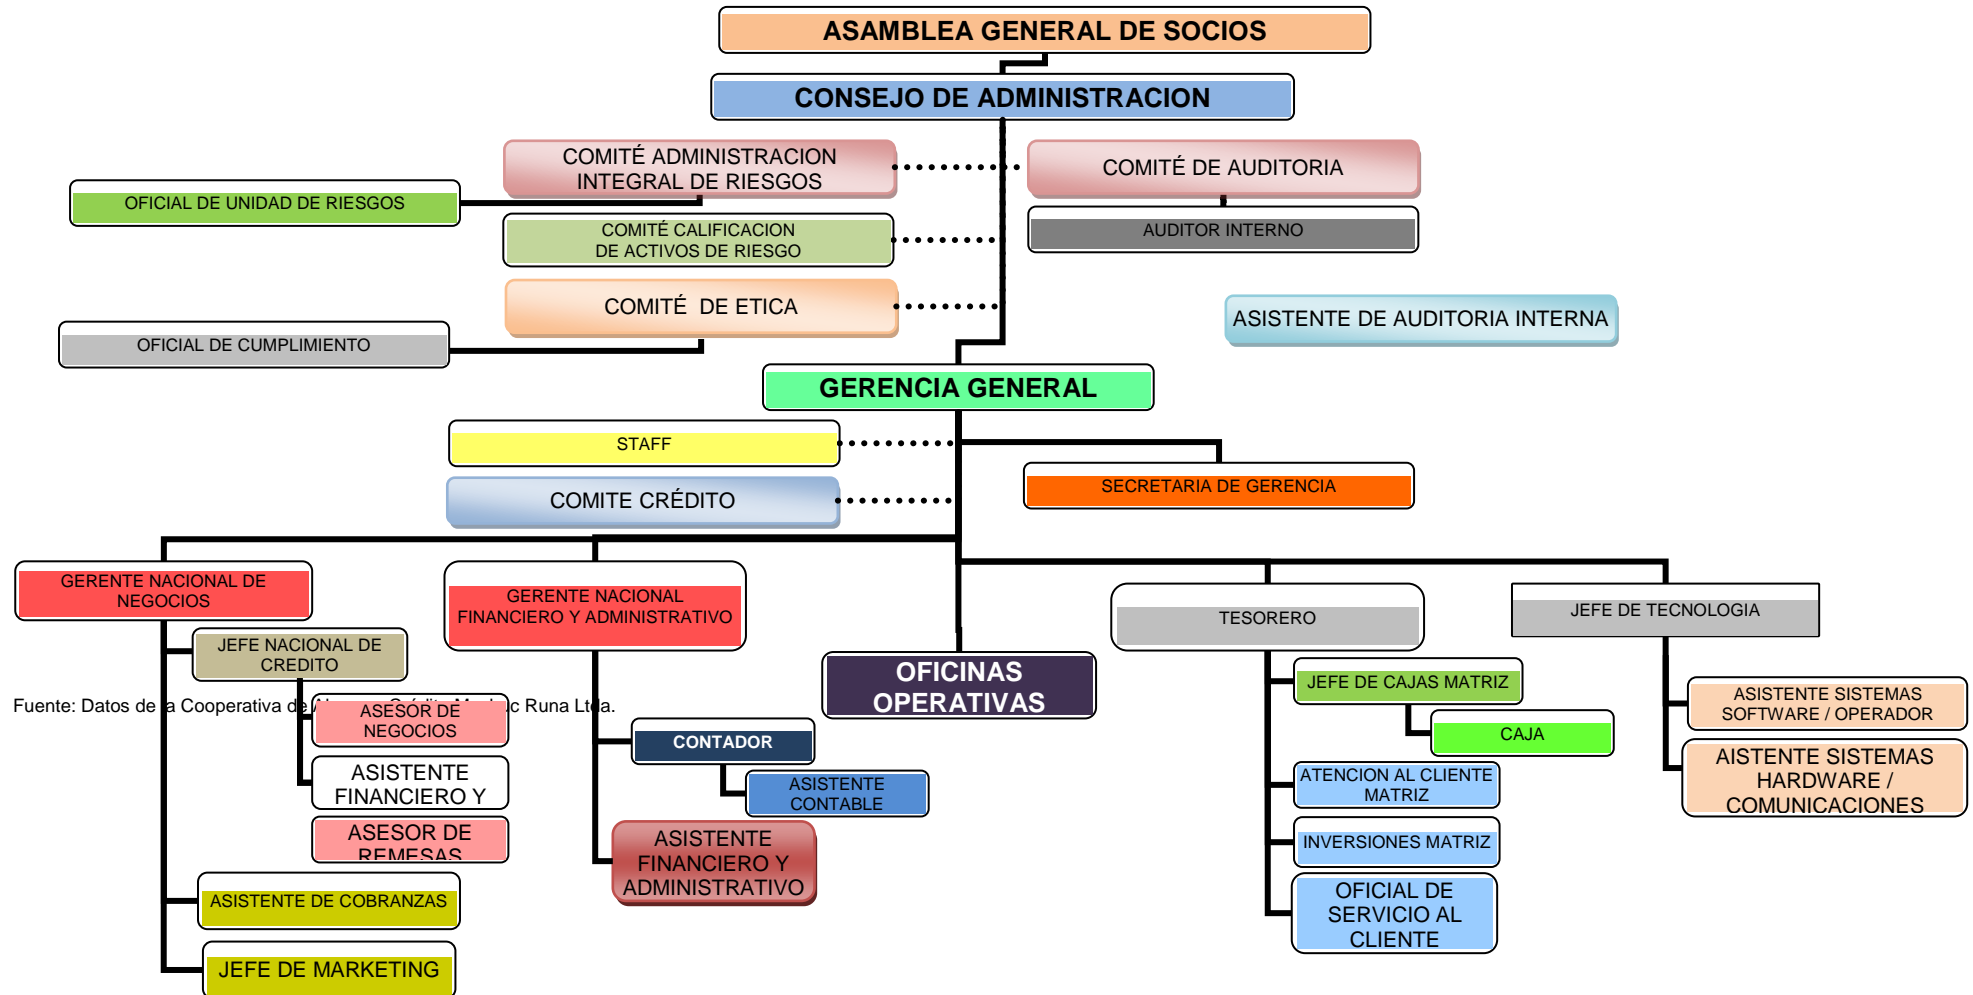 ASAMBLEA GENERAL DE SOCIOS
CONSEJO DE ADMINISTRACION
COMITÉ ADMINISTRACION
INTEGRAL DE RIESGOS
COMITÉ DE AUDITORIA
OFICIAL DE UNIDAD DE RIESGOS
COMITÉ CALIFICACION
DE ACTIVOS DE RIESGO
AUDITOR INTERNO
COMITÉ DE ETICA
ASISTENTE DE AUDITORIA INTERNA
OFICIAL DE CUMPLIMIENTO
GERENCIA GENERAL
STAFF
SECRETARIA DE GERENCIA
COMITE CRÉDITO
GERENTE NACIONAL DE
NEGOCIOS
GERENTE NACIONAL
FINANCIERO Y ADMINISTRATIVO
TESORERO
JEFE DE TECNOLOGIA
JEFE NACIONAL DE
CREDITO
OFICINAS
OPERATIVAS
JEFE DE CAJAS MATRIZ
ASISTENTE SISTEMAS
SOFTWARE / OPERADOR
Fuente: Datos de la Cooperativa de Runa Ltda.
ASESOR DE
NEGOCIOS
CONTADOR
CAJA
AISTENTE SISTEMAS
HARDWARE /
COMUNICACIONES
ASISTENTE
FINANCIERO Y
ASISTENTE
CONTABLE
ATENCION AL CLIENTE
MATRIZ
ASESOR DE
REMESAS
ASISTENTE
FINANCIERO Y
ADMINISTRATIVO
INVERSIONES MATRIZ
ASISTENTE DE COBRANZAS
OFICIAL DE
SERVICIO AL
CLIENTE
JEFE DE MARKETING